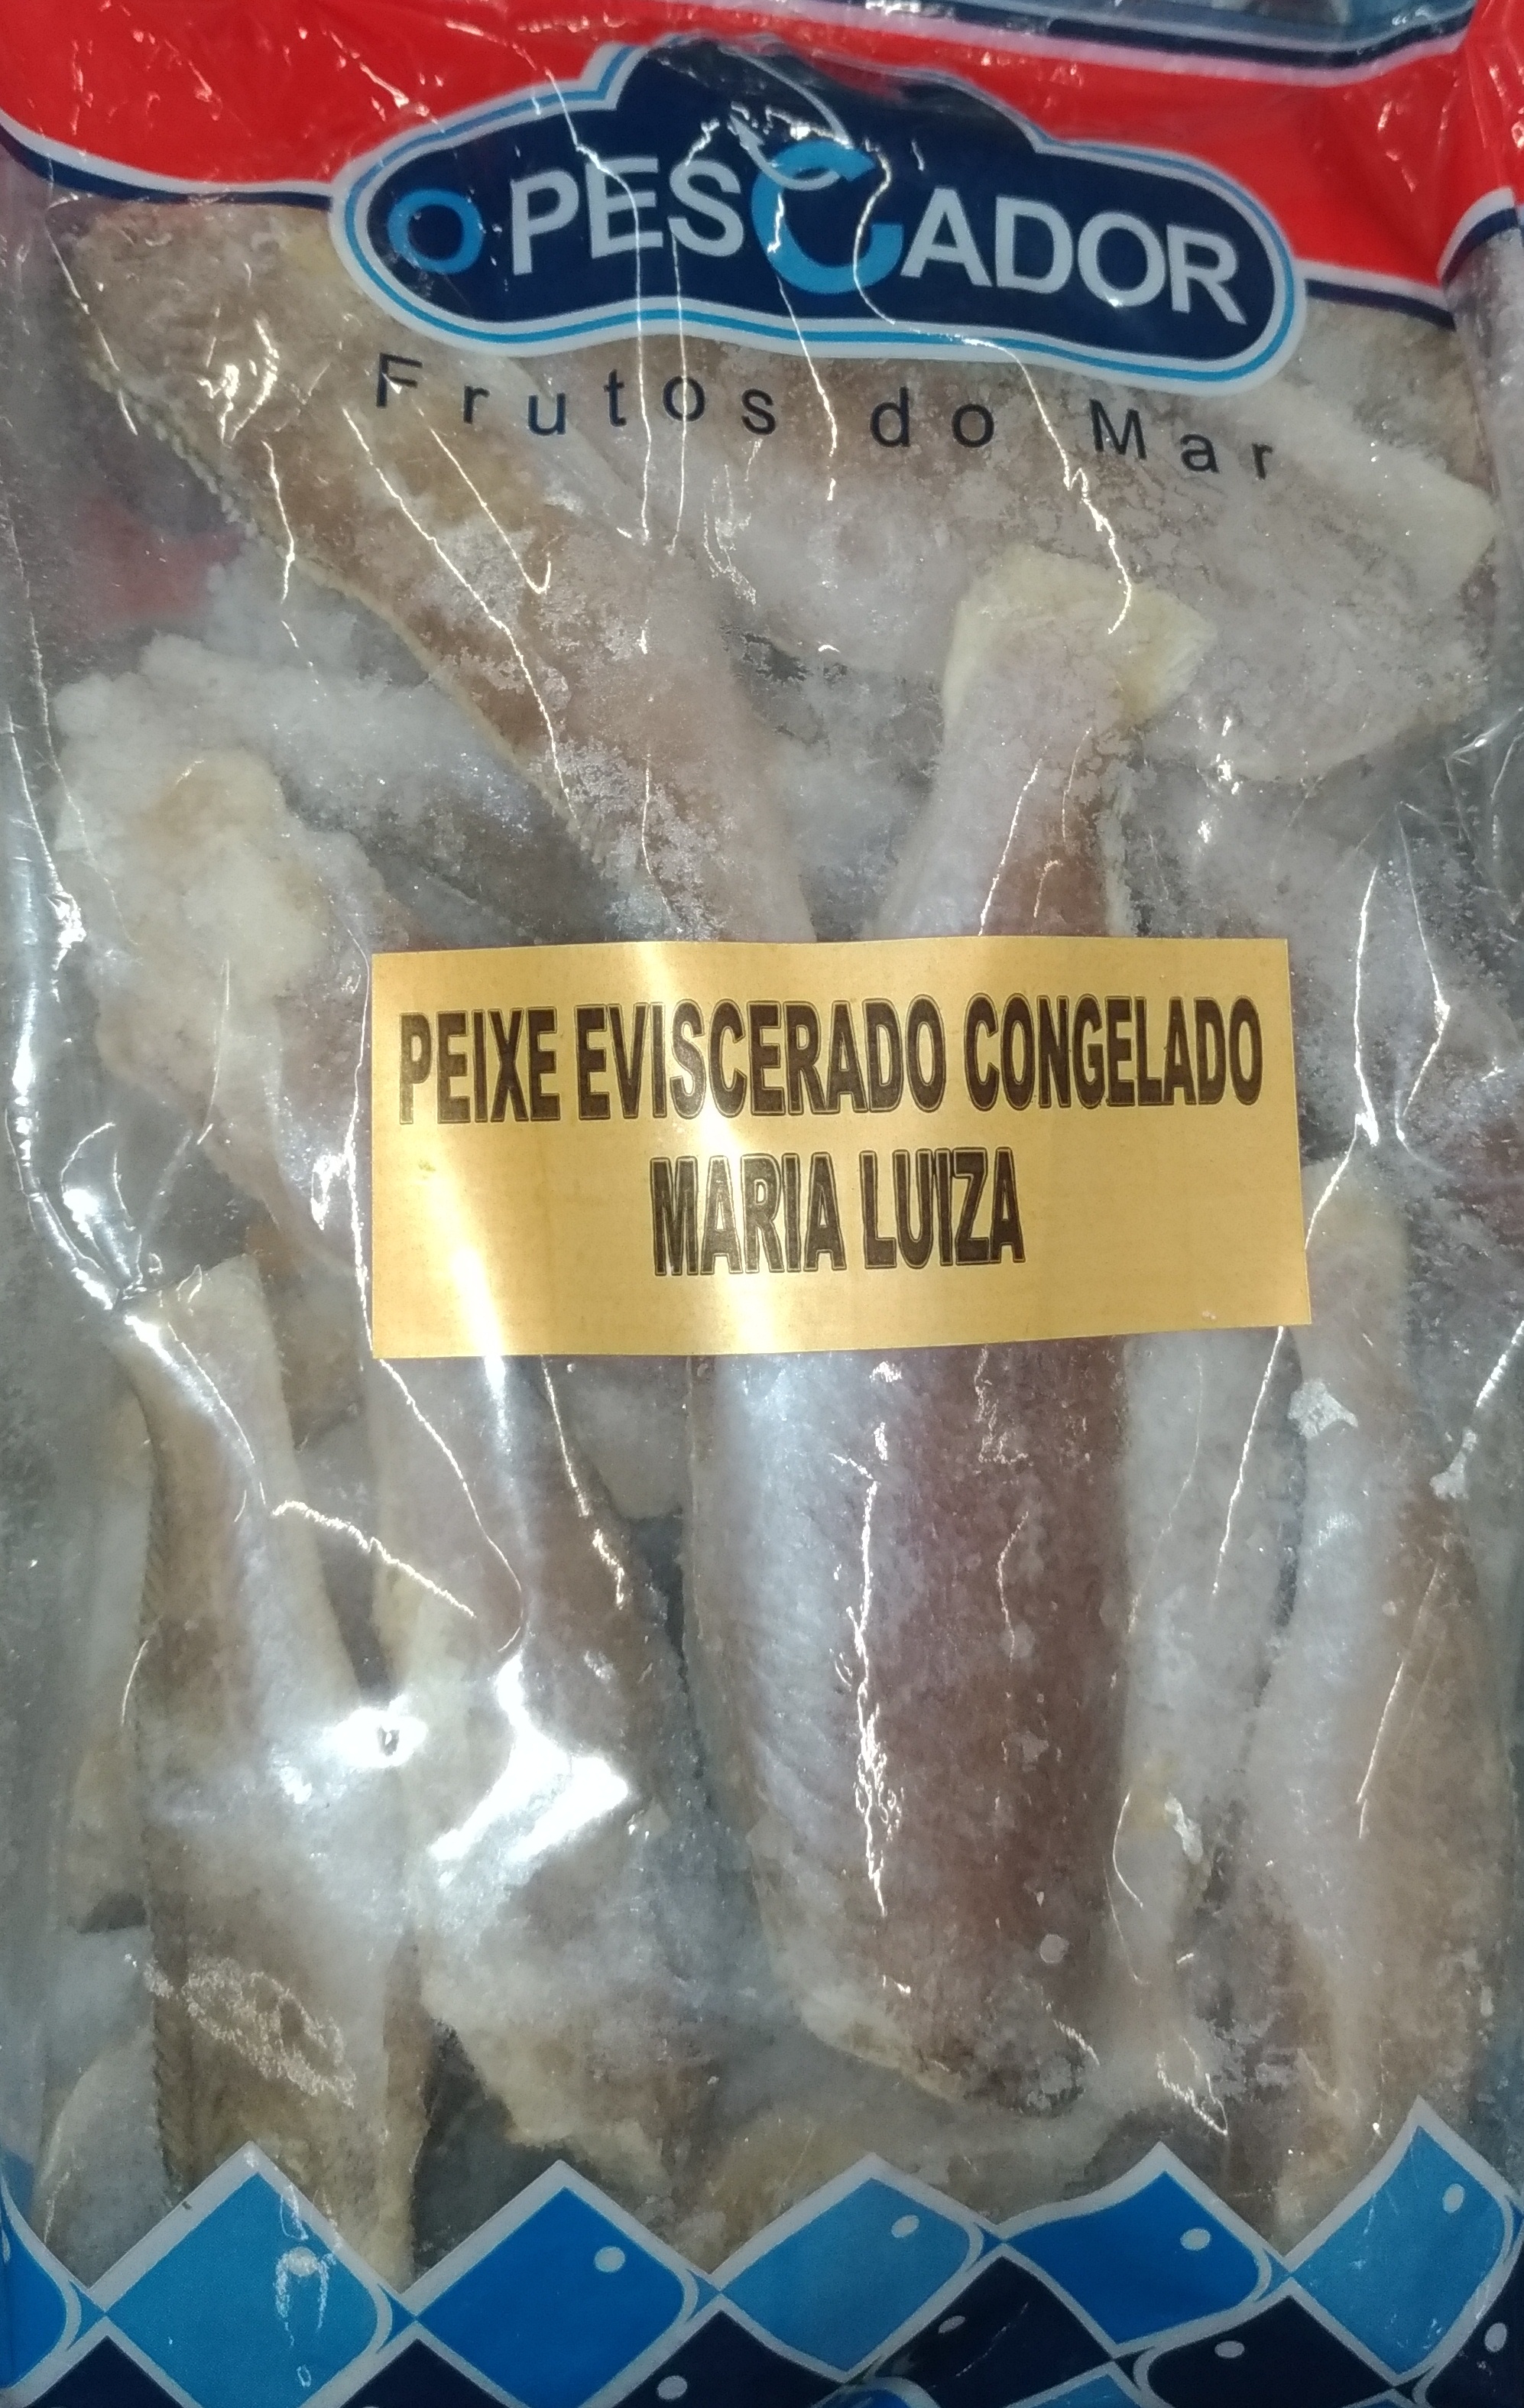 O PESCADOR
Frutos do Mar
PEIXE EVISCERADO CONGELADO
MARIA LUIZA